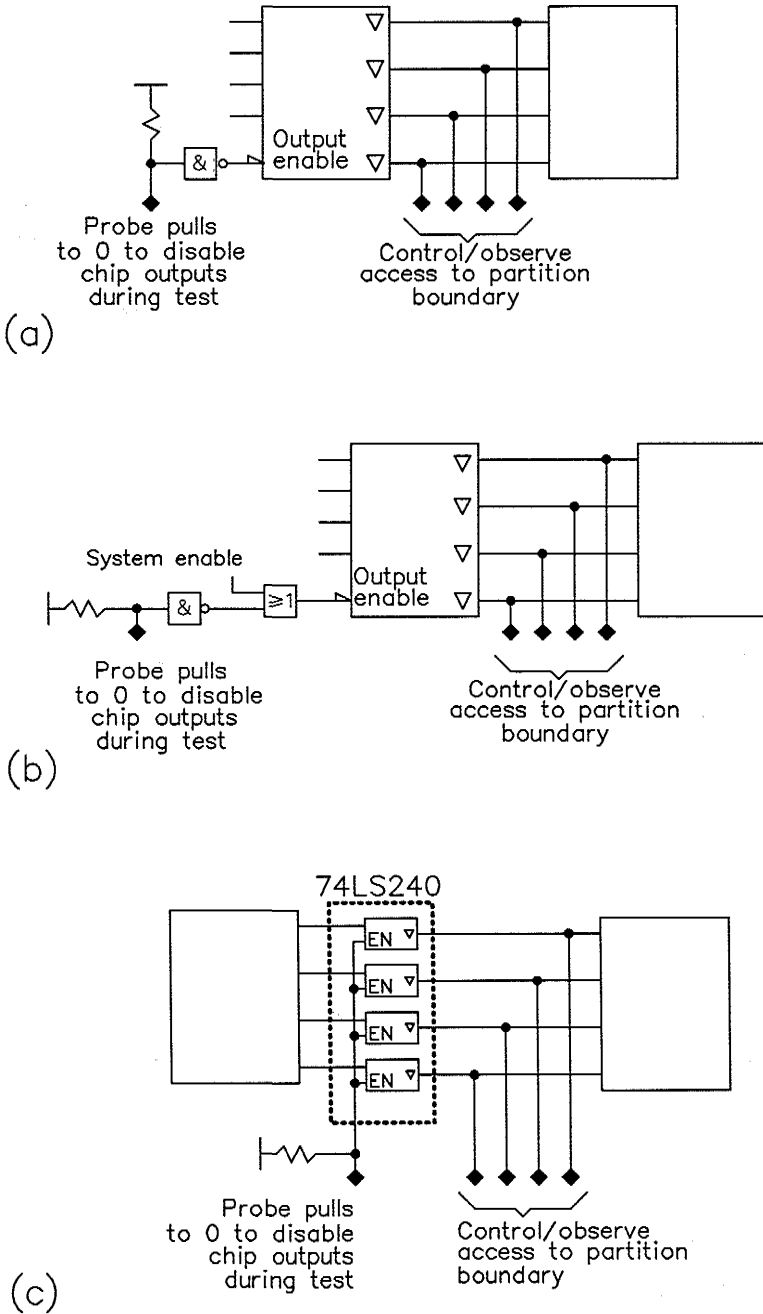 Output
enable
&
Probe pulls
to 0 to disable
chip outputs
during test
Control/observe
access to partition
boundary
(a)
System enable
&
≥1
Output
enable
Probe pulls
to 0 to disable
chip outputs
during test
Control/observe
access to partition
boundary
(b)
74LS240
EN
EN
EN
EN
Probe pulls
to 0 to disable
chip outputs
during test
Control/observe
access to partition
boundary
(c)